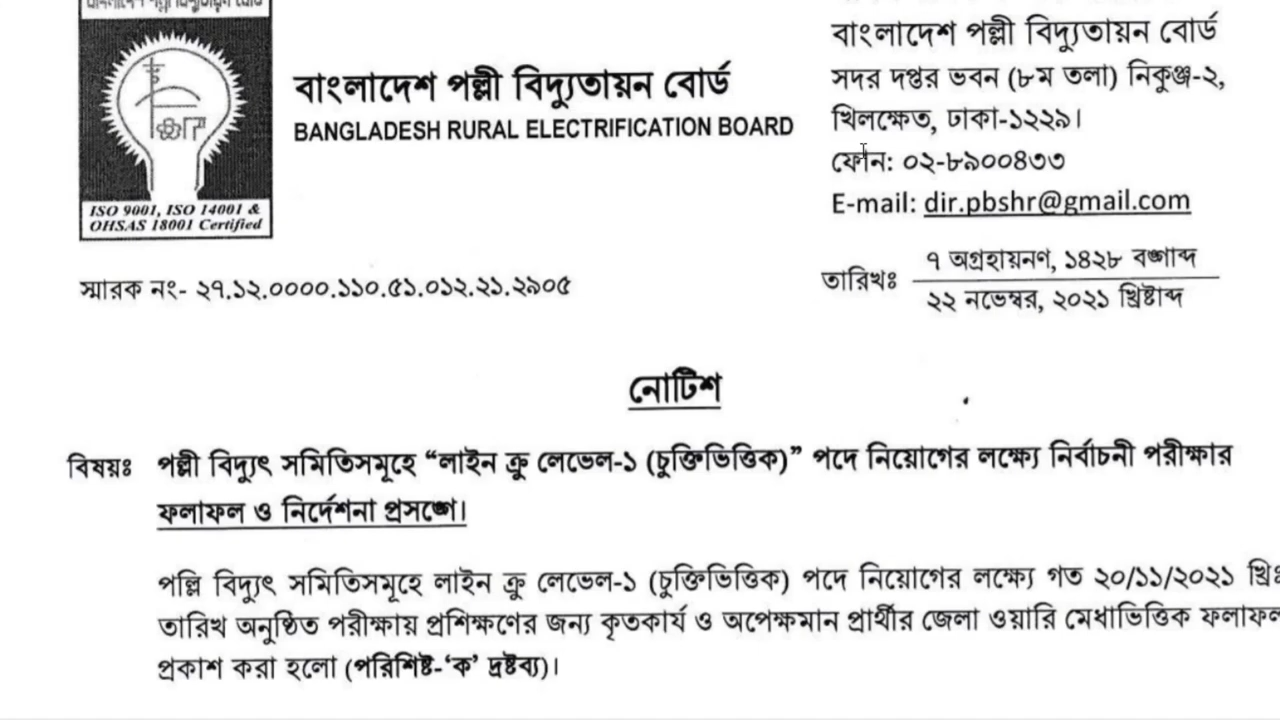 বাংলাদেশ পল্লী বিদ্যুতায়ন বোর্ড
সদর দপ্তর ভবন (৮ম তলা) নিকুঞ্জ-২,
খিলক্ষেত, ঢাকা-১২২৯।
ফোন: ০২-৮৯০০৪৩৩
E-mail: dir.pbshr@gmail.com
বাংলাদেশ পল্লী বিদ্যুতায়ন বোর্ড
BANGLADESH RURAL ELECTRIFICATION BOARD
ISO 9001, ISO 14001 &
OHSAS 18001 Certified
স্মারক নং- ২৭.১২.০০০০.১১০.৫১.০১২.২১.২৯০৫
তারিখঃ ৭ অগ্রহায়নণ, ১৪২৮ বঙ্গাব্দ
২২ নভেম্বর, ২০২১ খ্রিষ্টাব্দ
নোটিশ
বিষয়ঃ পল্লী বিদ্যুৎ সমিতিসমূহে “লাইন ক্রু লেভেল-১ (চুক্তিভিত্তিক)” পদে নিয়োগের লক্ষ্যে নির্বাচনী পরীক্ষার
ফলাফল ও নির্দেশনা প্রসঙ্গে।
পল্লি বিদ্যুৎ সমিতিসমূহে লাইন ক্রু লেভেল-১ (চুক্তিভিত্তিক) পদে নিয়োগের লক্ষ্যে গত ২০/১১/২০২১ খ্রিঃ
তারিখ অনুষ্ঠিত পরীক্ষায় প্রশিক্ষণের জন্য কৃতকার্য ও অপেক্ষমান প্রার্থীর জেলা ওয়ারি মেধাভিত্তিক ফলাফল
প্রকাশ করা হলো (পরিশিষ্ট-‘ক’ দ্রষ্টব্য)।